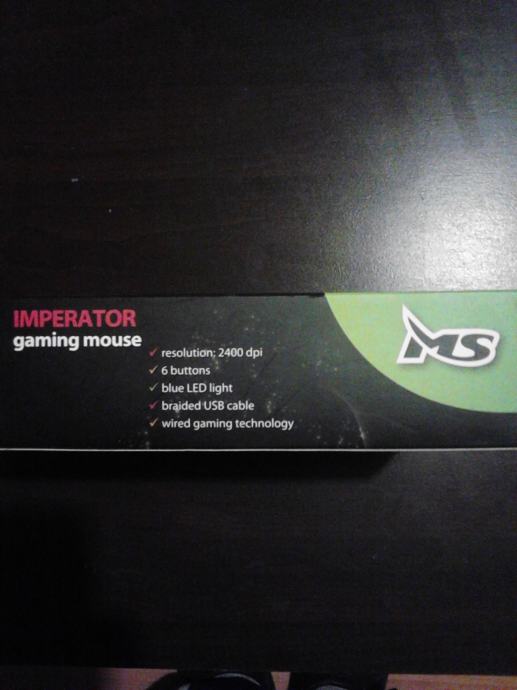 IMPERATOR
gaming mouse
resolution: 2400 dpi
6 buttons
blue LED light
braided USB cable
wired gaming technology
MS